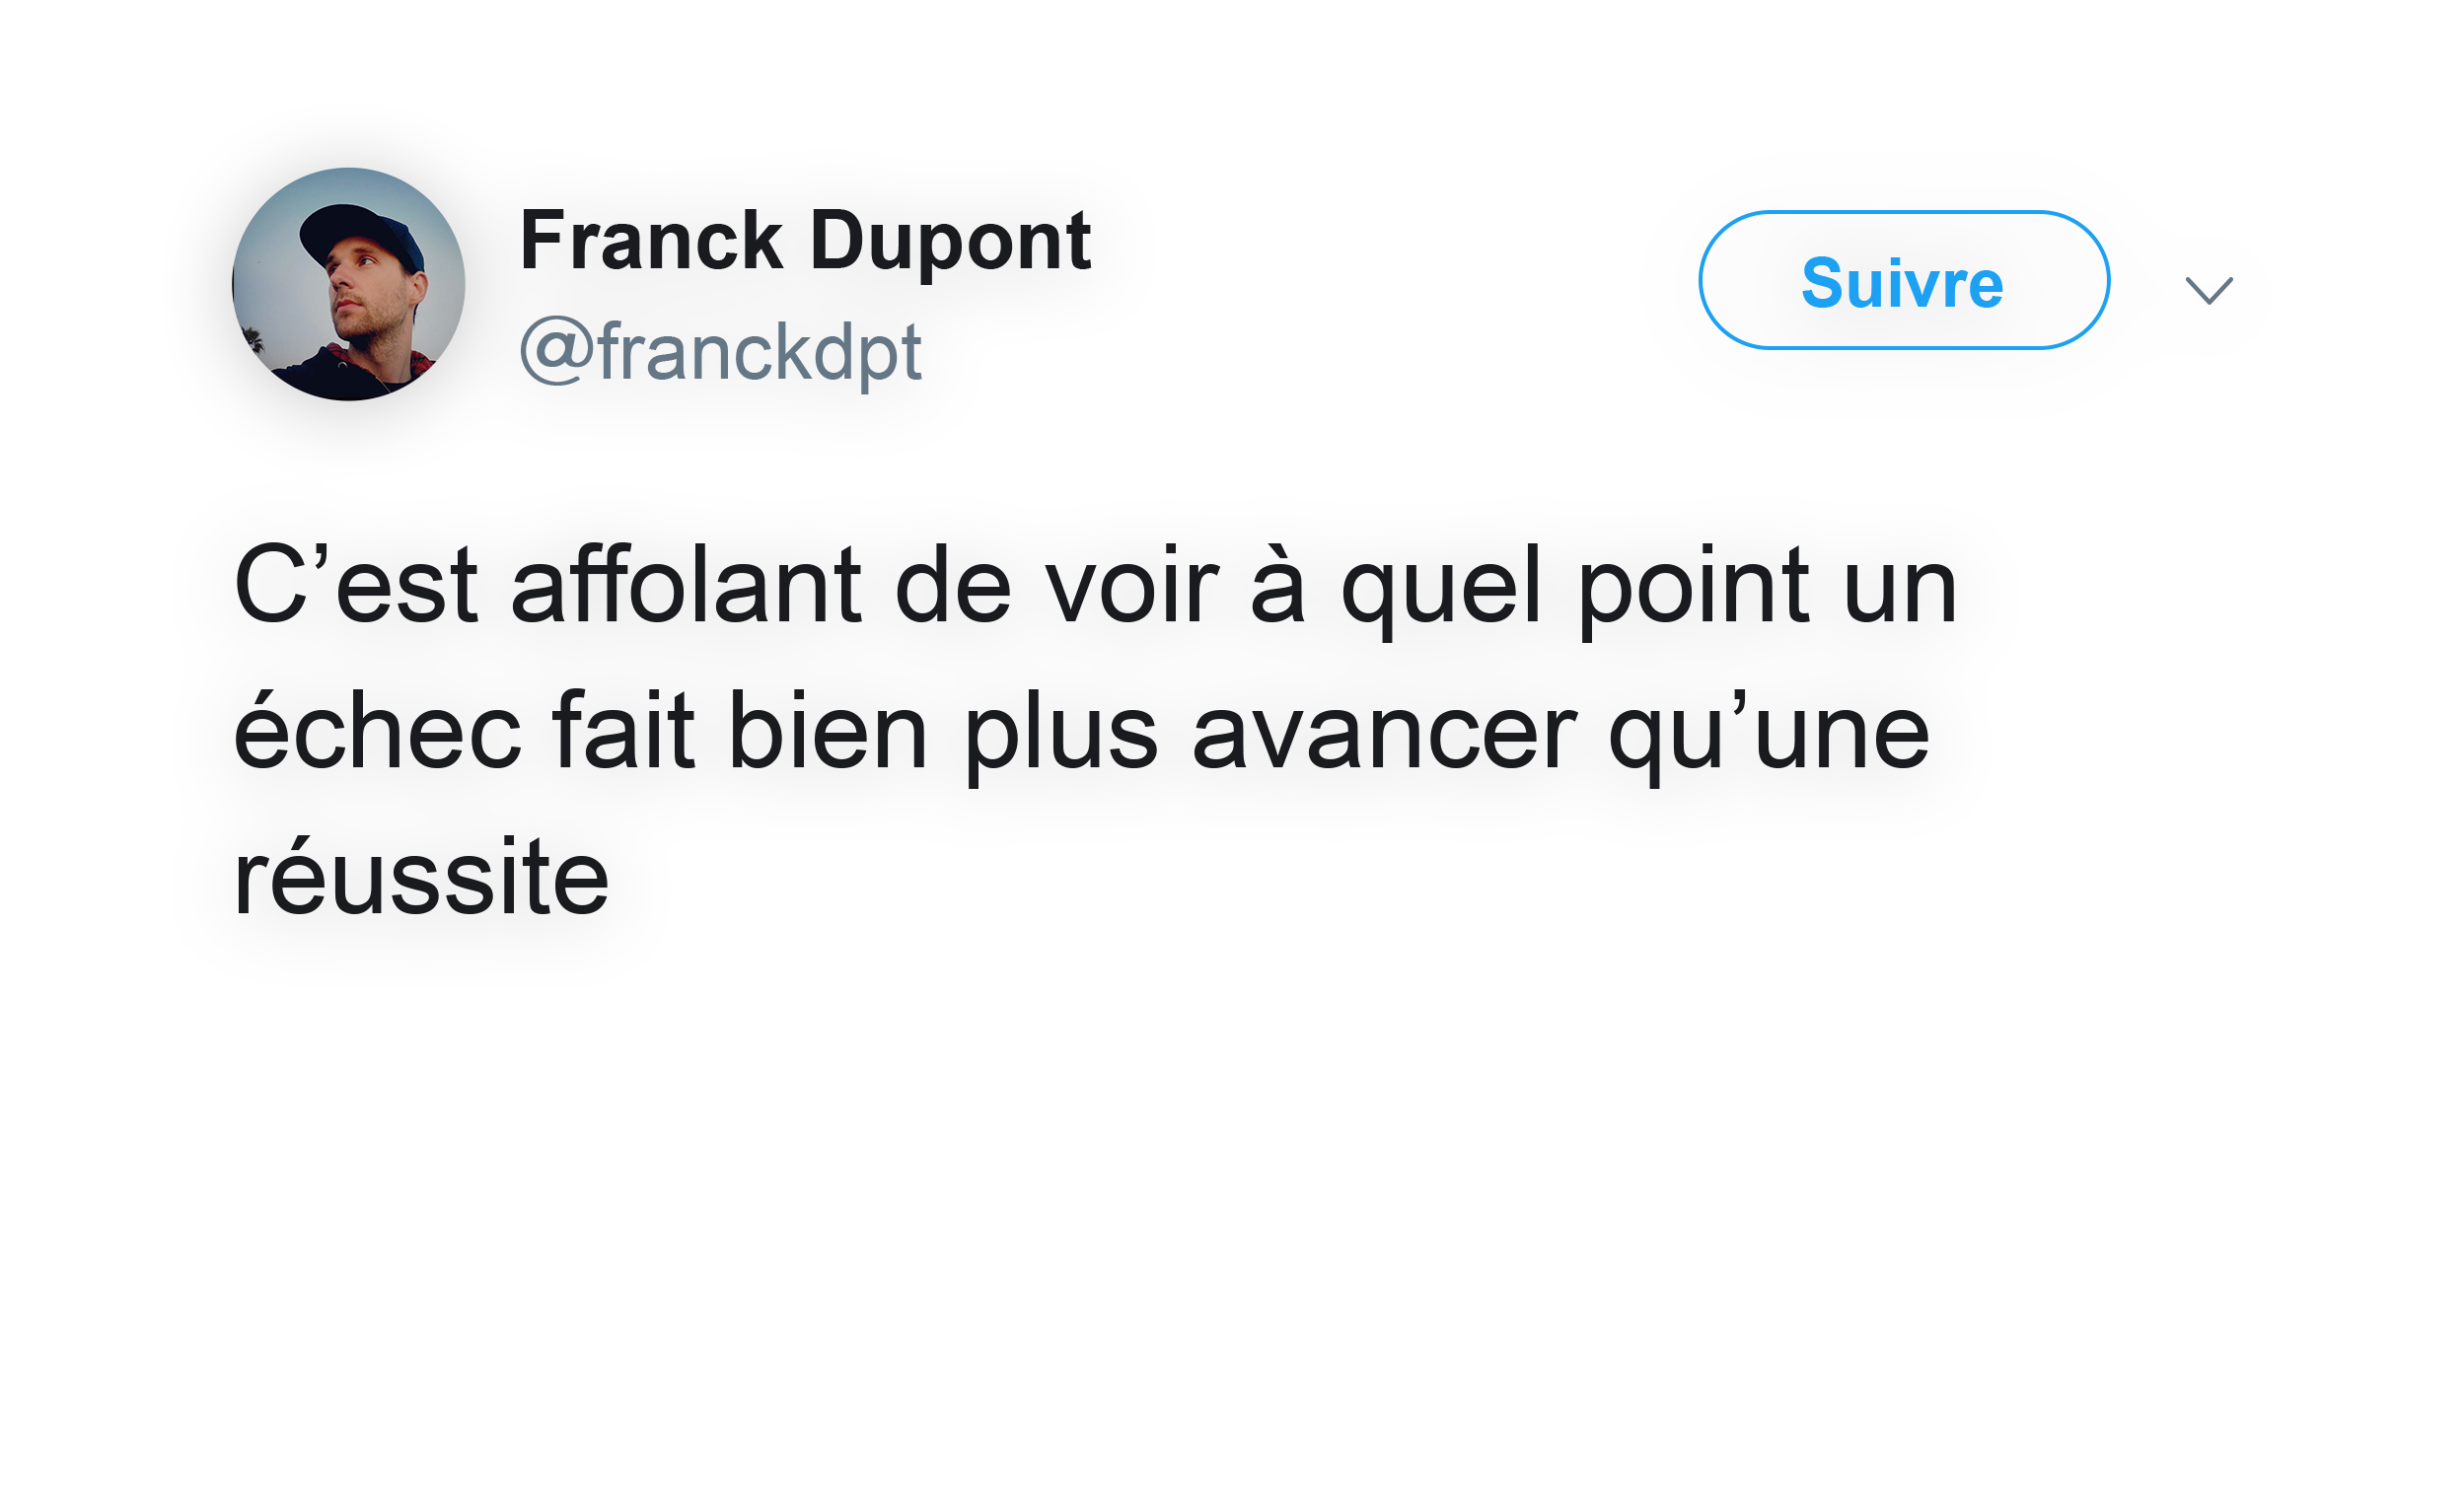 Franck Dupont
@franckdpt
Suivre
C’est affolant de voir à quel point un
échec fait bien plus avancer qu’une
réussite